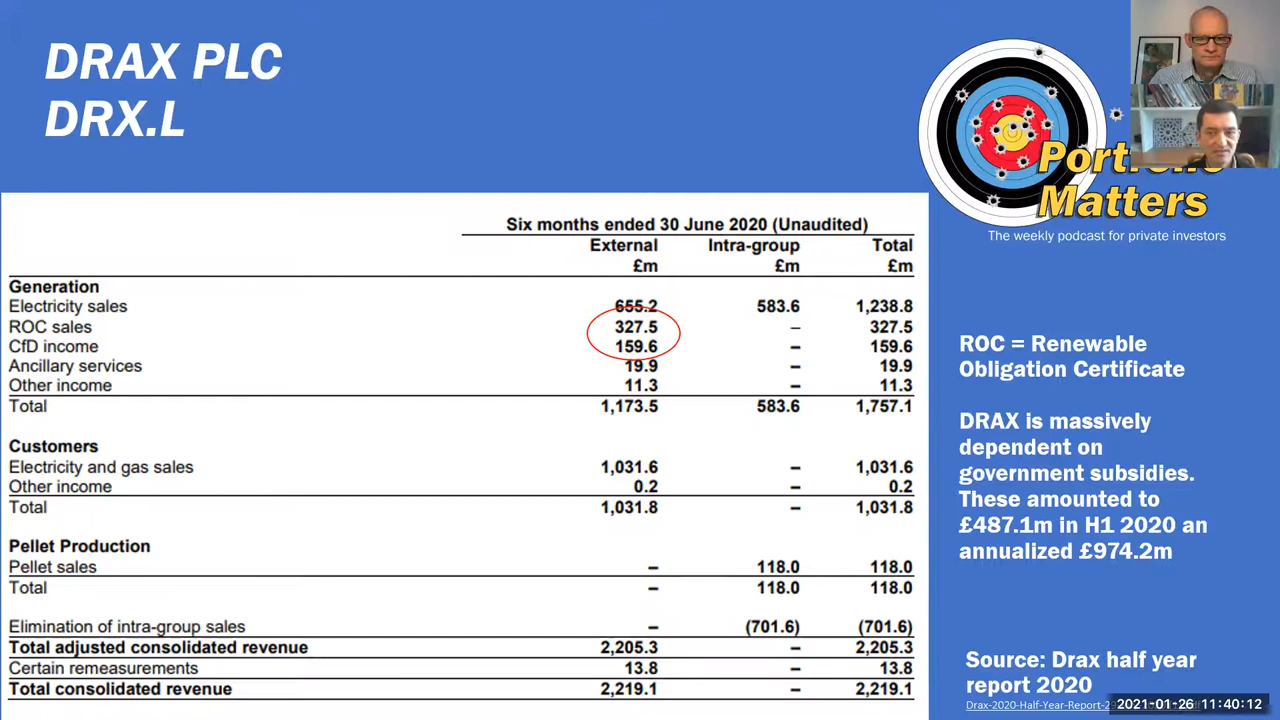 DRAX PLC
DRX.L
Portfolio
Matters
The weekly podcast for private investors
Six months ended 30 June 2020 (Unaudited)
External Intra-group Total
£m £m £m
Generation
Electricity sales 655.2 583.6 1,238.8
ROC sales 327.5 – 327.5
CfD income 159.6 – 159.6
Ancillary services 19.9 – 19.9
Other income 11.3 – 11.3
Total 1,173.5 583.6 1,757.1
Customers
Electricity and gas sales 1,031.6 – 1,031.6
Other income 0.2 – 0.2
Total 1,031.8 – 1,031.8
Pellet Production
Pellet sales – 118.0 118.0
Total – 118.0 118.0
Elimination of intra-group sales – (701.6) (701.6)
Total adjusted consolidated revenue 2,205.3 – 2,205.3
Certain remeasurements 13.8 – 13.8
Total consolidated revenue 2,219.1 – 2,219.1
ROC = Renewable
Obligation Certificate
DRAX is massively
dependent on
government subsidies.
These amounted to
£487.1m in H1 2020 an
annualized £974.2m
Source: Drax half year
report 2020
Drax-2020-Half-Year-Report-29
2021-01-26 11:40:12